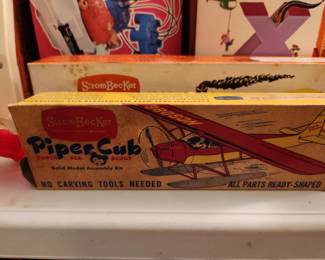 X
StromBecKer
StromBecKer
Piper Cub
Solid Model Assembly Kit
NO CARVING TOOLS NEEDED
ALL PARTS READY-SHAPED